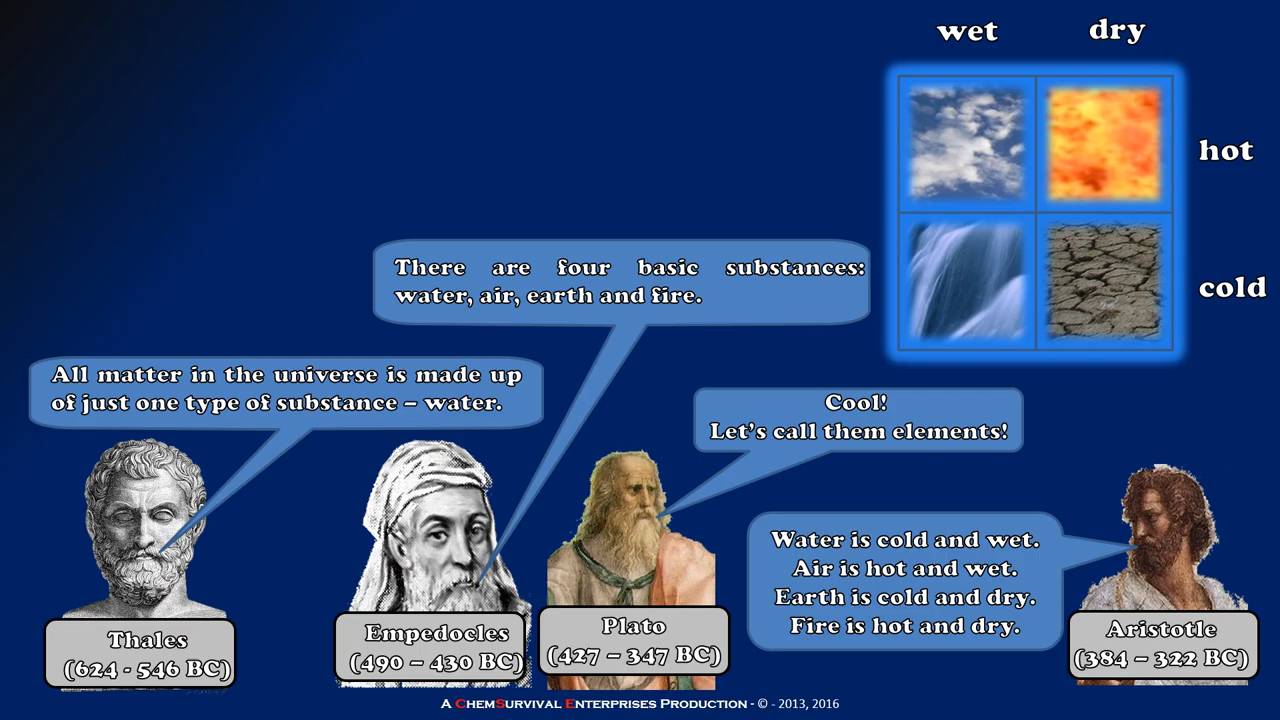 wet dry
hot
cold
There are four basic substances:
water, air, earth and fire.
All matter in the universe is made up
of just one type of substance – water.
Cool!
Let's call them elements!
Water is cold and wet.
Air is hot and wet.
Earth is cold and dry.
Fire is hot and dry.
Thales
(624 - 546 BC)
Empedocles
(490 – 430 BC)
Plato
(427 – 347 BC)
Aristotle
(384 – 322 BC)
A ChemSurvival Enterprises Production - © - 2013, 2016